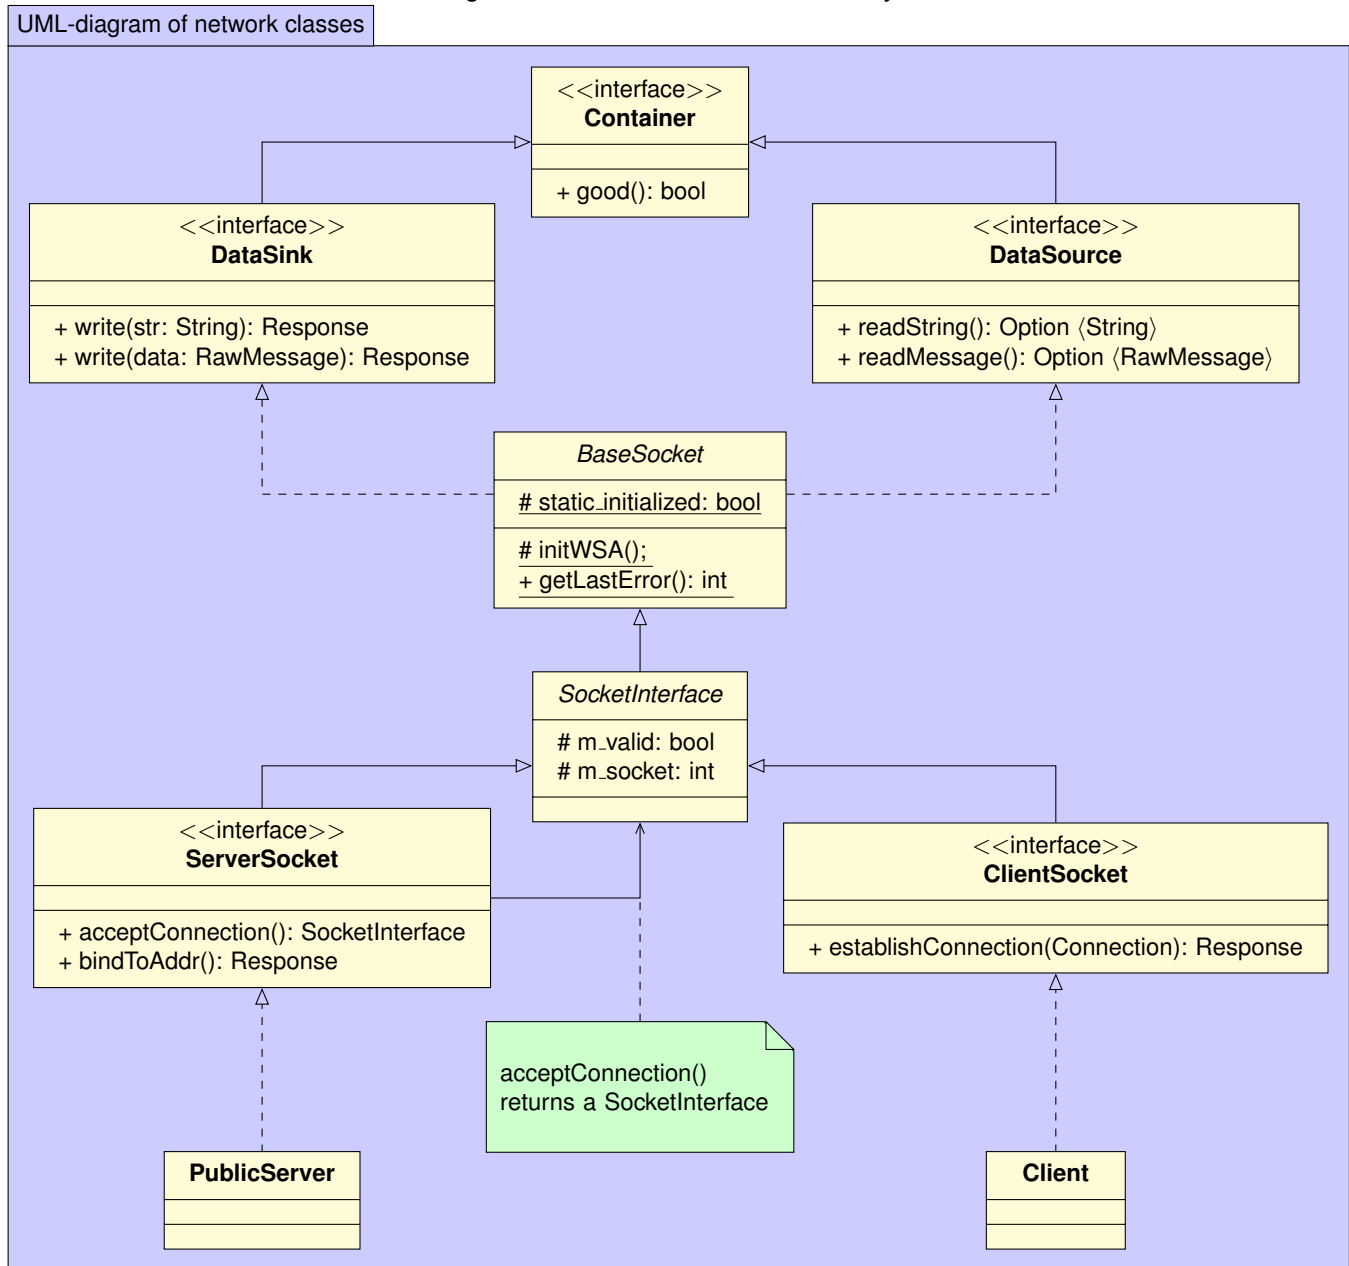 UML-diagram of network classes
<<interface>>
Container
+ good(): bool
<<interface>>
DataSink
+ write(str: String): Response
+ write(data: RawMessage): Response
<<interface>>
DataSource
+ readString(): Option ⟨String⟩
+ readMessage(): Option ⟨RawMessage⟩
BaseSocket
# static_initialized: bool
# initWSA();
+ getLastError(): int
SocketInterface
# m_valid: bool
# m_socket: int
<<interface>>
ServerSocket
+ acceptConnection(): SocketInterface
+ bindToAddr(): Response
<<interface>>
ClientSocket
+ establishConnection(Connection): Response
acceptConnection()
returns a SocketInterface
PublicServer
Client